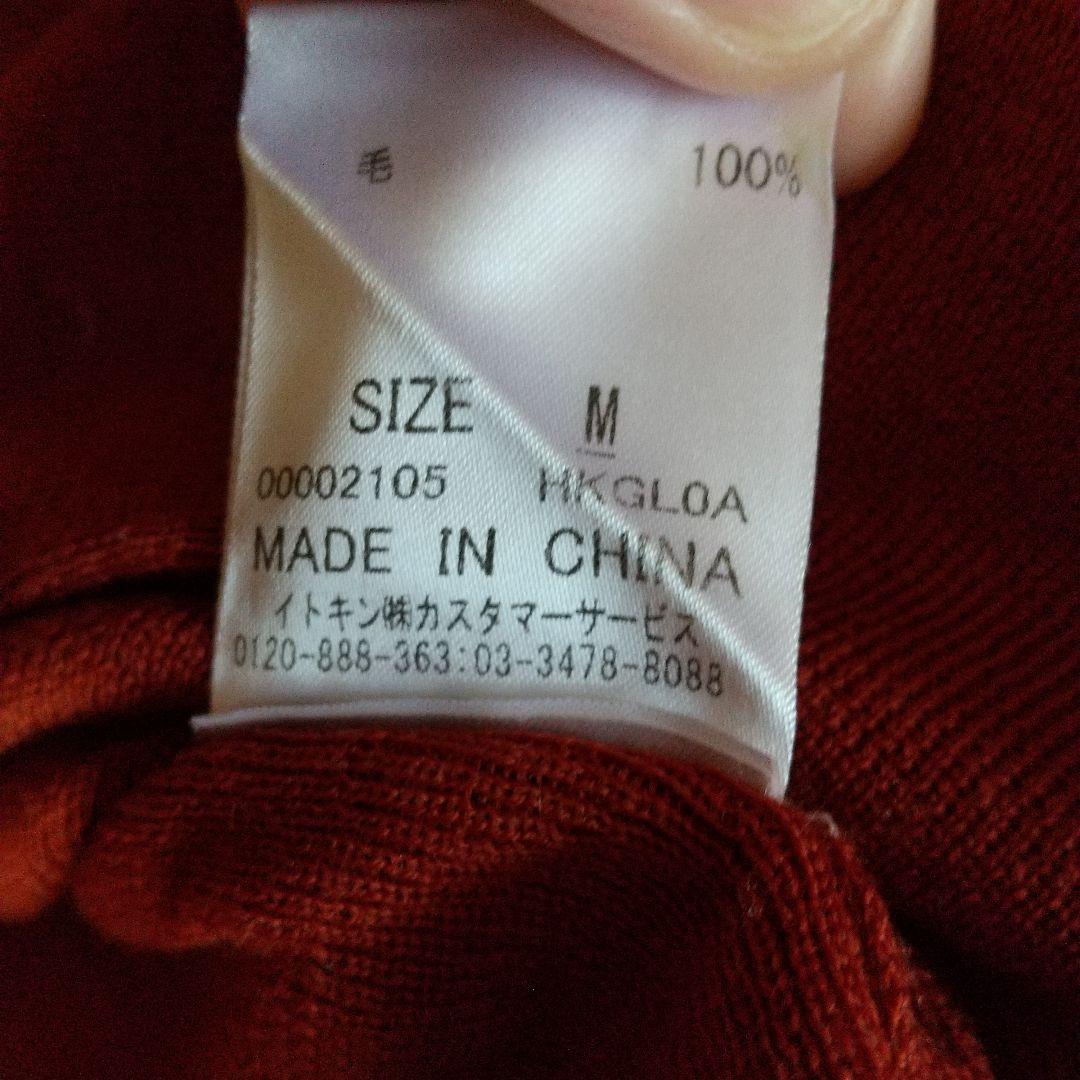 毛 100%
SIZE M
00002105 HKGL0A
MADE IN CHINA
イトキン㈱カスタマーサービス
0120-888-363:03-3478-8088